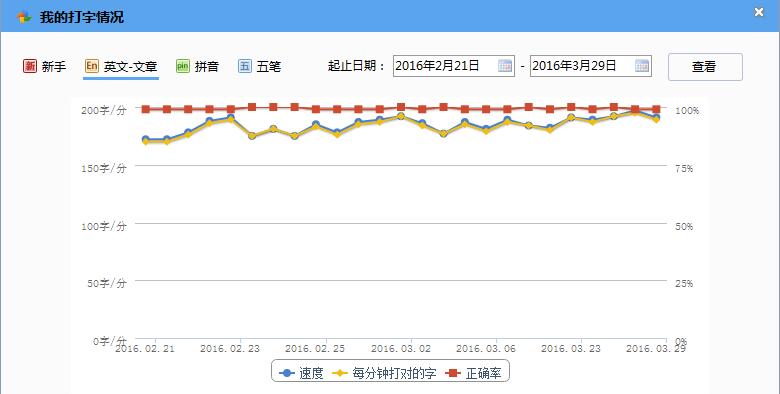 我的打字情况
新 新手 En 英文-文章 pin 拼音 五 五笔 起止日期： 2016年2月21日 - 2016年3月29日 查看
200字/分 100%
150字/分 75%
100字/分 50%
50字/分 25%
0字/分 0%
2016.02.21 2016.02.23 2016.02.25 2016.03.02 2016.03.06 2016.03.23 2016.03.29
速度 每分钟打对的字 正确率